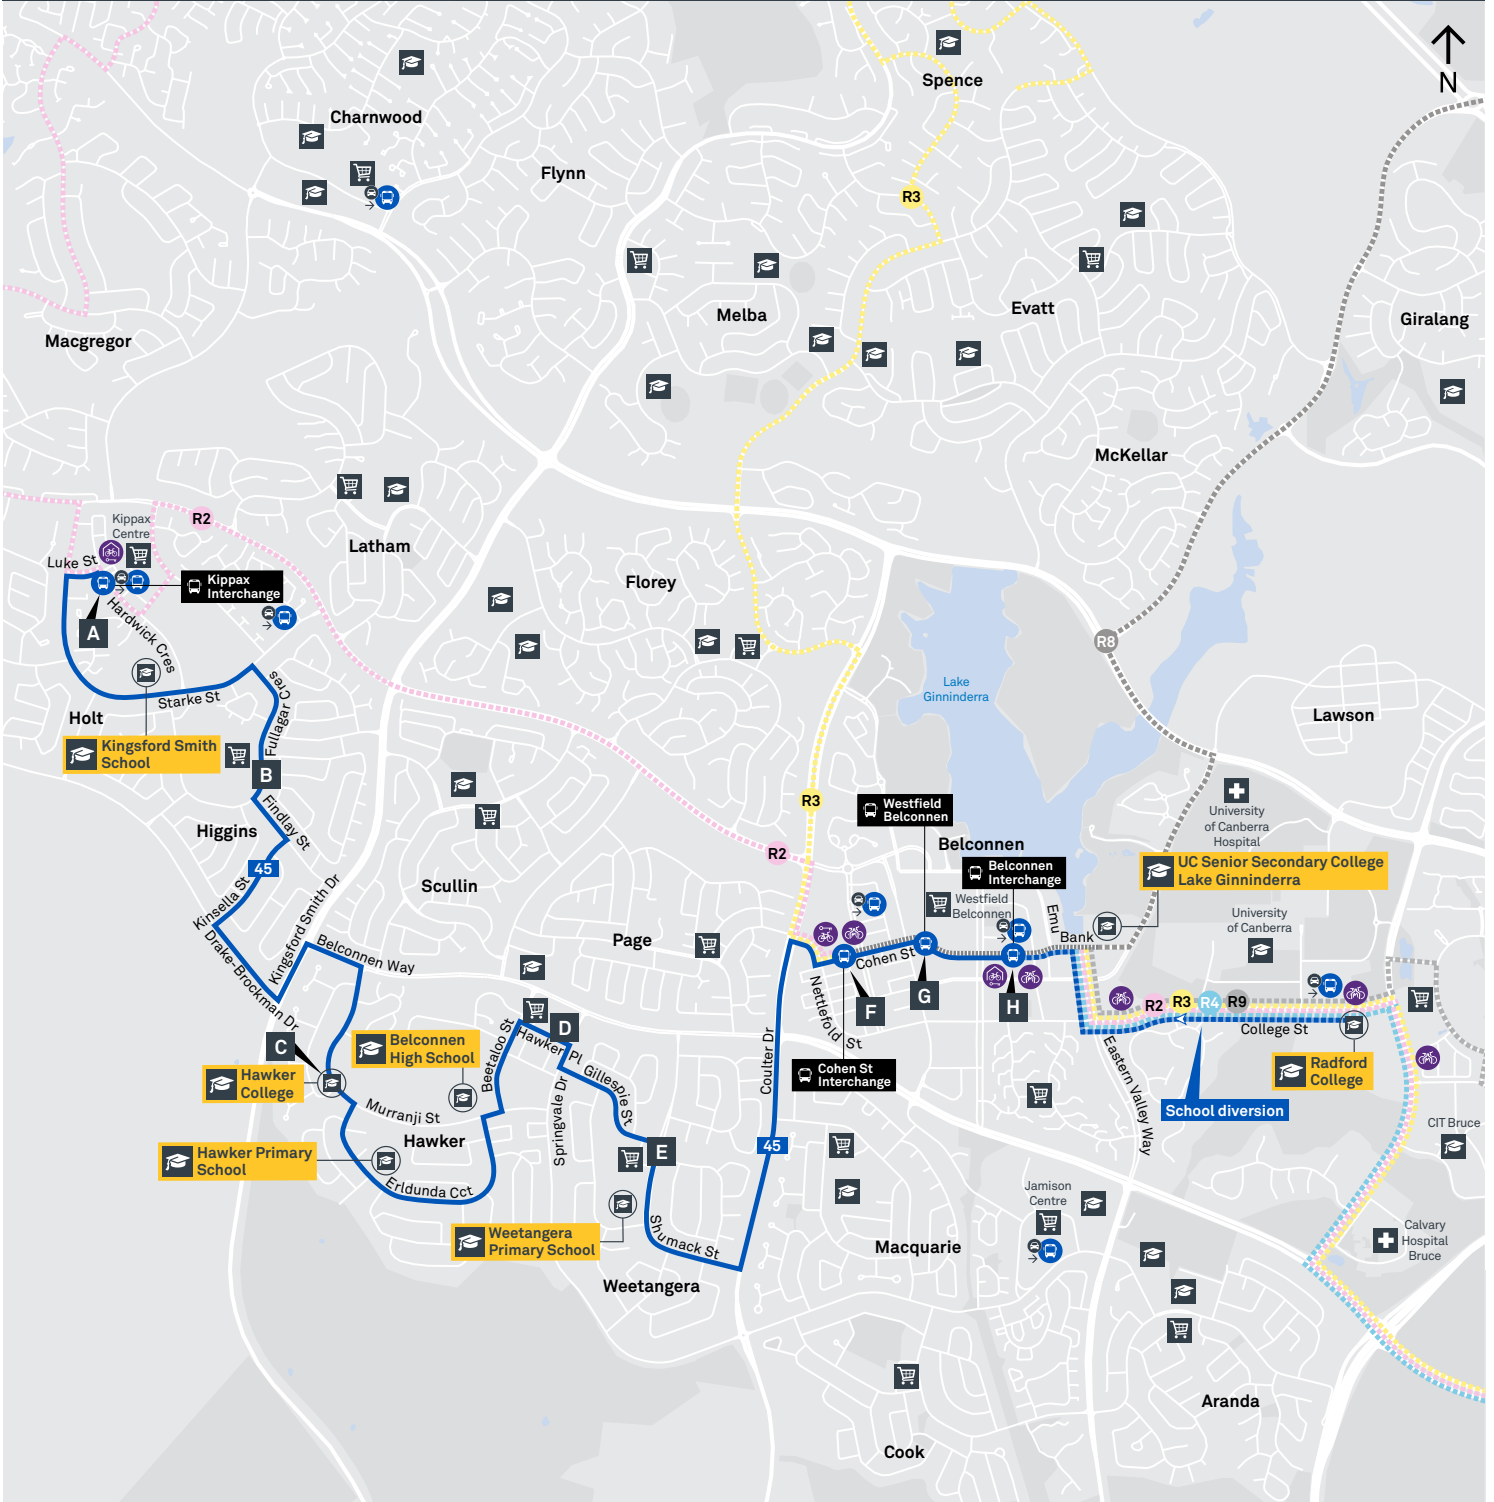 N
Spence
Charnwood
Flynn
R3
Melba
Evatt
Giralang
Macgregor
McKellar
R2
Kippax
Centre
Latham
Luke St
Florey
Kippax
Interchange
Hardwick Cres
A
R8
Lake
Ginninderra
Starke St
Fullagar Cres
Holt
Lawson
Kingsford Smith
School
B
R3
Westfield
Belconnen
University
of Canberra
Hospital
Findlay St
Higgins
Belconnen
R2
45
Belconnen
Interchange
UC Senior Secondary College
Lake Ginninderra
Scullin
Kinsella St
Kingsford Smith Dr
Westfield
Belconnen
Emu
Bank
University
of Canberra
Drake-Brockman Dr
Belconnen Way
Page
Cohen St
Nettlefold St
F
G
H
R2
R3
R4
R9
College St
C
D
Hawker Pl
Beetaloo St
Belconnen
High School
Coulter Dr
Eastern Valley Way
Hawker
College
Gillespie St
Springvale Dr
Cohen St
Interchange
Radford
College
Murranji St
School diversion
CIT Bruce
Hawker
45
Hawker Primary
School
E
Erldunda Cct
Jamison
Centre
Weetangera
Primary School
Shumack St
Macquarie
Calvary
Hospital
Bruce
Weetangera
Aranda
Cook